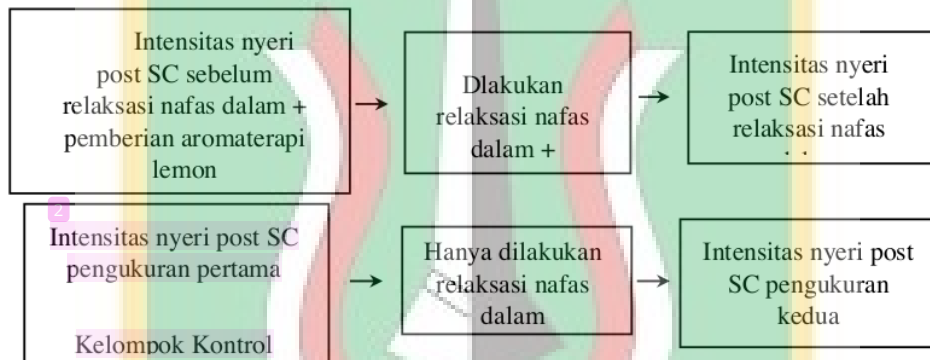 Intensitas nyeri
post SC sebelum
relaksasi nafas dalam +
pemberian aromaterapi
lemon
Dlakukan
relaksasi nafas
dalam +
Intensitas nyeri
post SC setelah
relaksasi nafas
2
Intensitas nyeri post SC
pengukuran pertama
Kelompok Kontrol
Hanya dilakukan
relaksasi nafas
dalam
Intensitas nyeri post
SC pengukuran
kedua